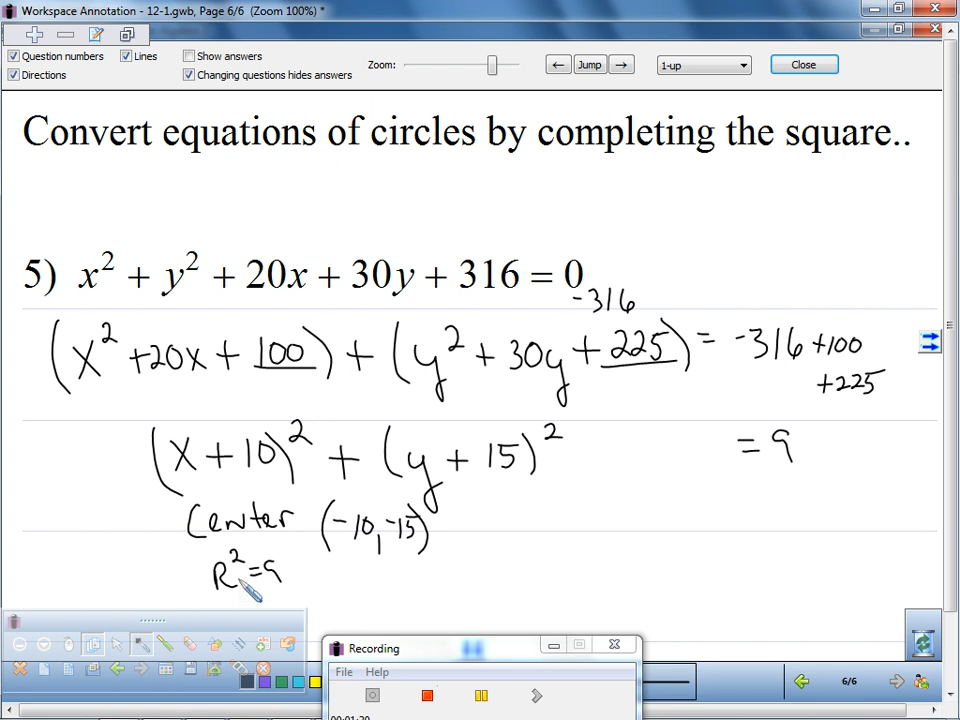 Workspace Annotation - 12-1.gwb, Page 6/6 (Zoom 100%) *
Question numbers Lines Show answers
Directions Changing questions hides answers
Zoom: ← Jump → 1-up Close
Convert equations of circles by completing the square..
5) x² + y² + 20x + 30y + 316 = 0
-316
(x² +20x + 100) + (y² + 30y + 225) = -316 +100
+225
(x + 10)² + (y + 15)² = 9
Center (-10, -15)
R² = 9
Recording
File Help
00:01:20
6/6